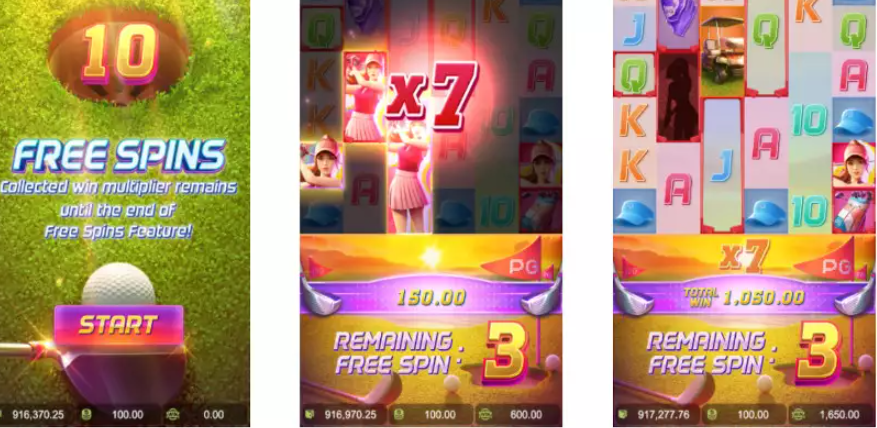 10
FREE SPINS
Collected win multiplier remains
until the end of
Free Spins Feature!
START
916,370.25 100.00 0.00
Q
K
K
x7
K
A
A
10
PG
150.00
REMAINING
FREE SPIN : 3
916,970.25 100.00 600.00
J
Q
K
K
A
J
Q
A
K
10
10
Q
A
x7
PG
TOTAL
WIN 1,050.00
REMAINING
FREE SPIN : 3
917,277.76 100.00 1,650.00